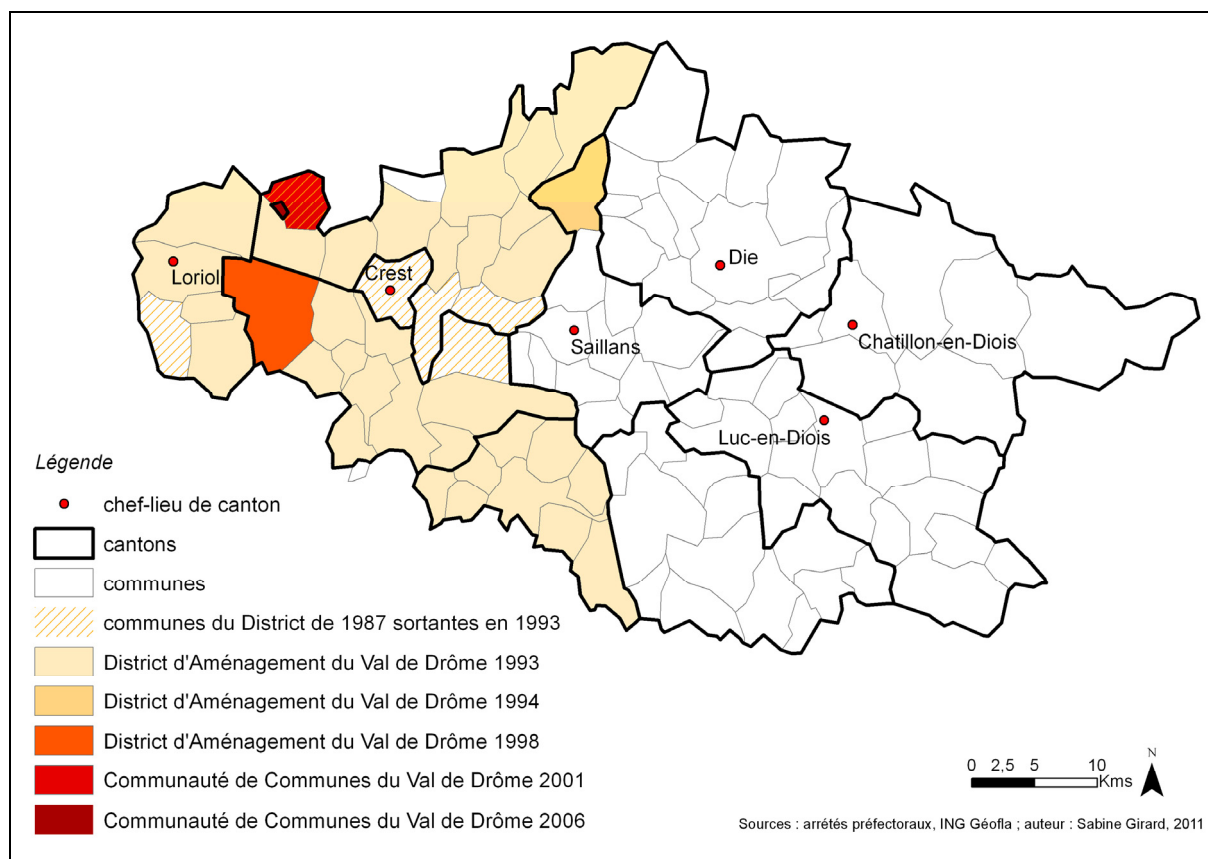 Loriol
Crest
Die
Saillans
Chatillon-en-Diois
Luc-en-Diois
Légende
chef-lieu de canton
cantons
communes
communes du District de 1987 sortantes en 1993
District d'Aménagement du Val de Drôme 1993
District d'Aménagement du Val de Drôme 1994
District d'Aménagement du Val de Drôme 1998
Communauté de Communes du Val de Drôme 2001
Communauté de Communes du Val de Drôme 2006
0 2,5 5 10
Kms
N
Sources : arrétés préfectoraux, ING Géofla ; auteur : Sabine Girard, 2011